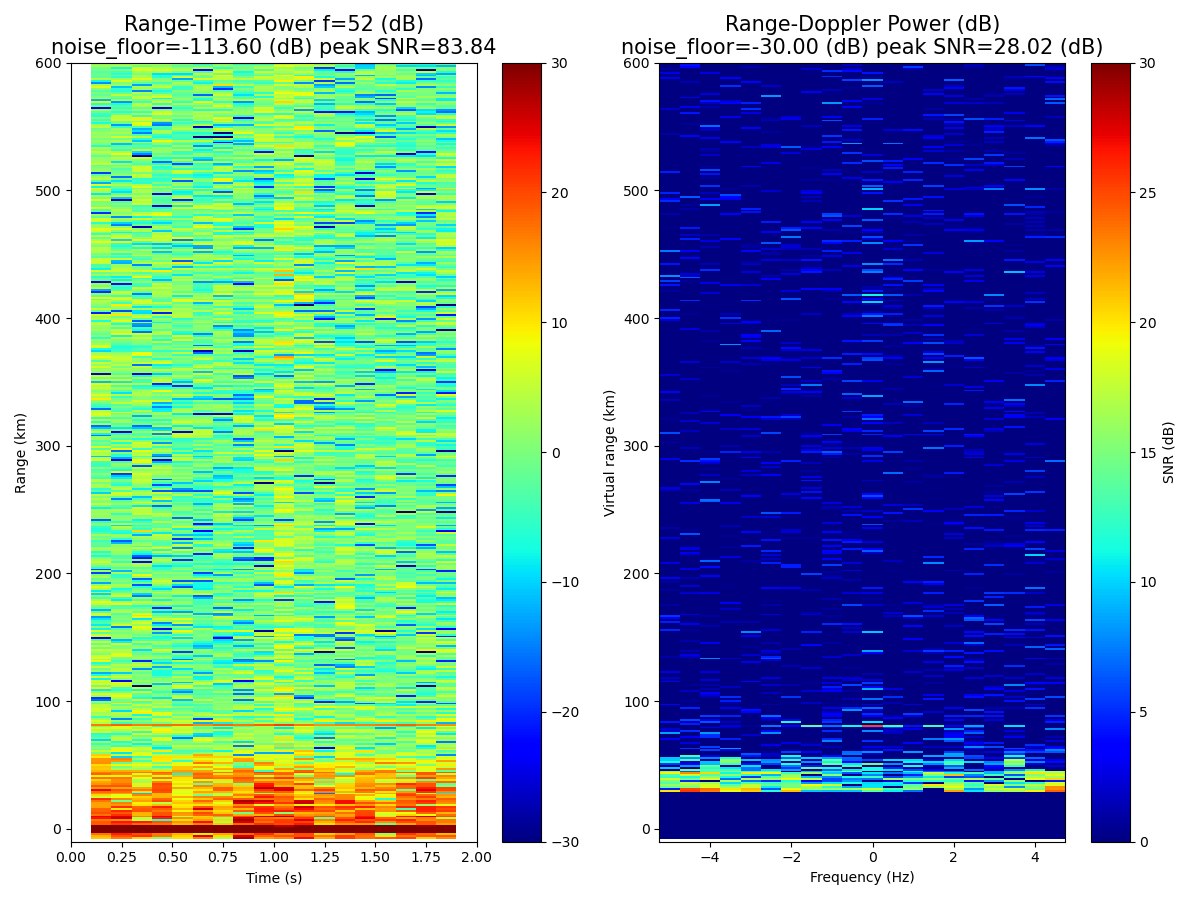 Range-Time Power f=52 (dB)
noise_floor=-113.60 (dB) peak SNR=83.84
Range (km)
600
500
400
300
200
100
0
0.00 0.25 0.50 0.75 1.00 1.25 1.50 1.75 2.00
Time (s)
30
20
10
0
−10
−20
−30
Range-Doppler Power (dB)
noise_floor=-30.00 (dB) peak SNR=28.02 (dB)
Virtual range (km)
600
500
400
300
200
100
0
−4 −2 0 2 4
Frequency (Hz)
30
25
20
15
10
5
0
SNR (dB)